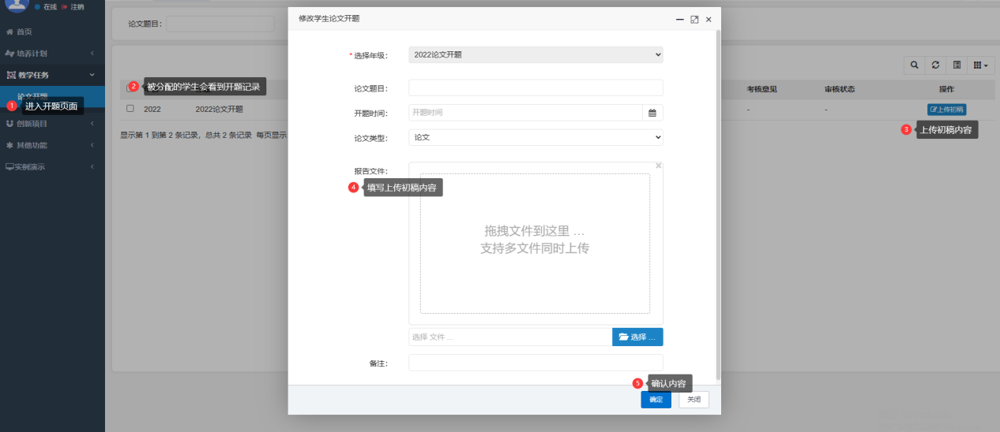 在线 注销
首页
培养计划
教学任务
论文开题
1 进入开题页面
创新项目
其他功能
实例演示
论文题目：
2 被分配的学生会看到开题记录
考核意见 审核状态 操作
2022 2022论文开题 - - 上传初稿
显示第 1 到第 2 条记录，总共 2 条记录 每页显示
3 上传初稿内容
修改学生论文开题
* 选择年级： 2022论文开题
论文题目：
开题时间： 开题时间
论文类型： 论文
报告文件：
4 填写上传初稿内容
拖拽文件到这里 …
支持多文件同时上传
选择 文件 ... 选择 ...
备注：
5 确认内容
确定 关闭